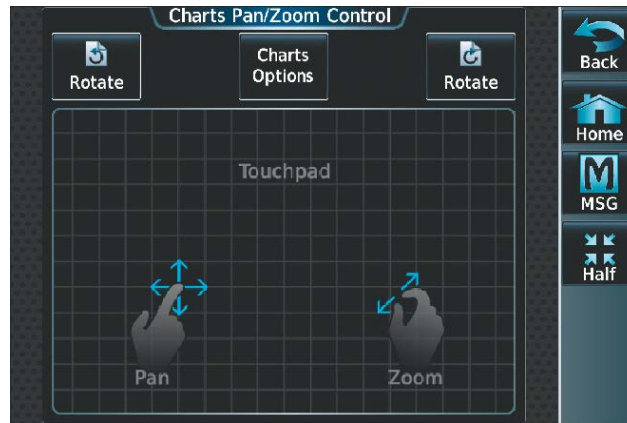 Charts Pan/Zoom Control
Rotate
Charts
Options
Rotate
Touchpad
Pan
Zoom
Back
Home
MSG
Half